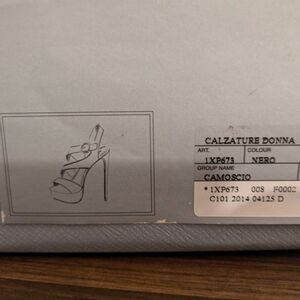 CALZATURE DONNA
ART. COLOUR
1XP673 NERO
GROUP NAME
CAMOSCIO
*1XP673 008 F0002
C101 2014 04125 D